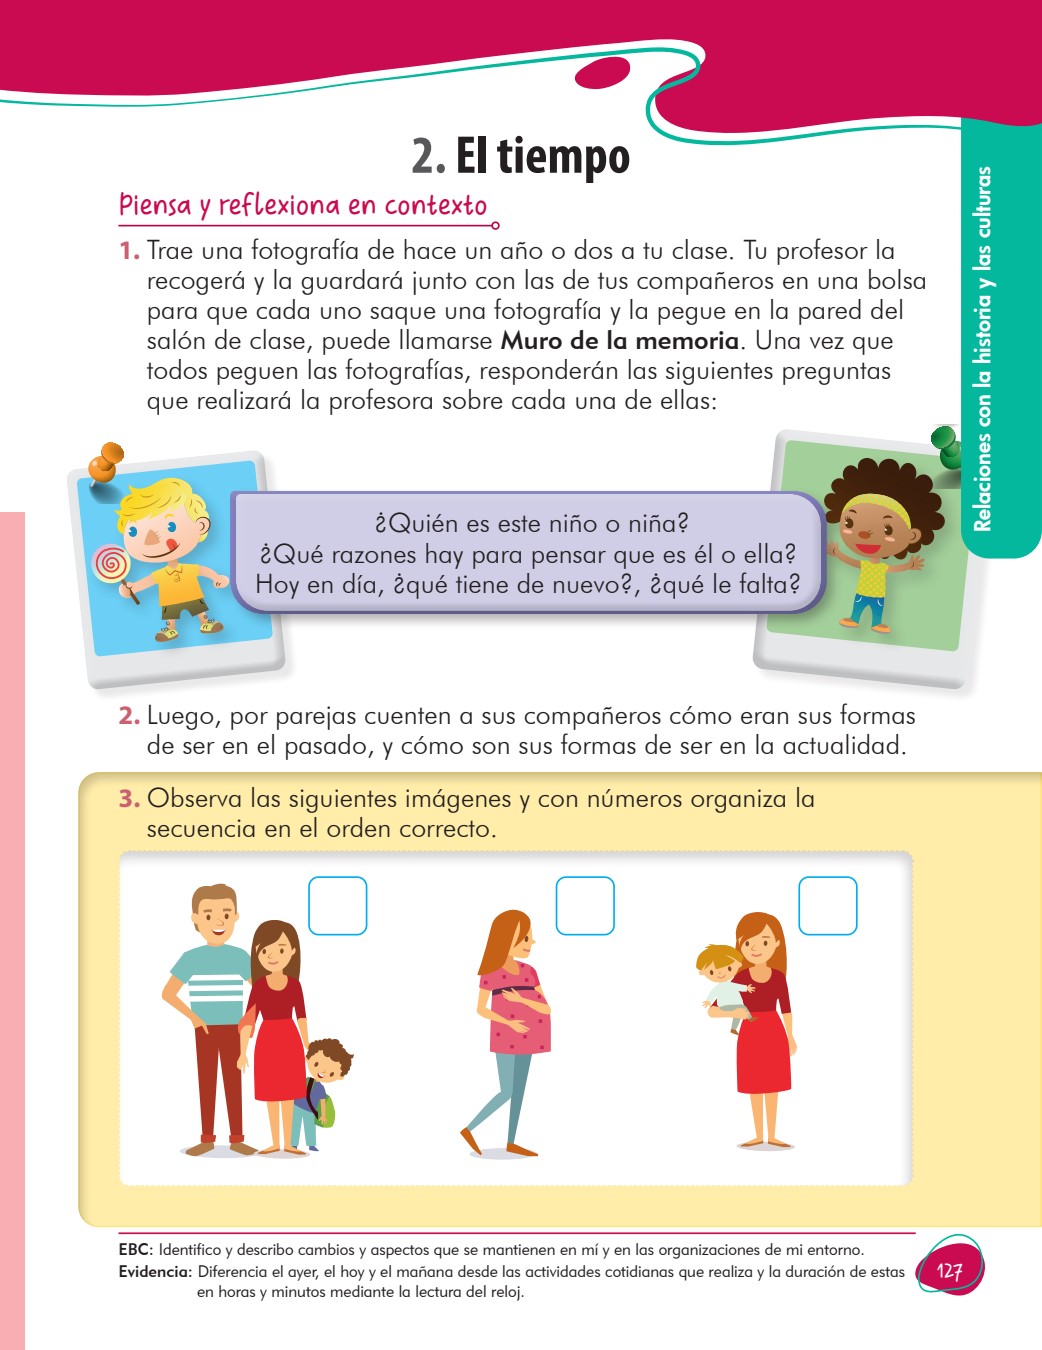 2. El tiempo
Piensa y reflexiona en contexto
1. Trae una fotografía de hace un año o dos a tu clase. Tu profesor la
recogerá y la guardará junto con las de tus compañeros en una bolsa
para que cada uno saque una fotografía y la pegue en la pared del
salón de clase, puede llamarse Muro de la memoria. Una vez que
todos peguen las fotografías, responderán las siguientes preguntas
que realizará la profesora sobre cada una de ellas:
Relaciones con la historia y las culturas
¿Quién es este niño o niña?
¿Qué razones hay para pensar que es él o ella?
Hoy en día, ¿qué tiene de nuevo?, ¿qué le falta?
2. Luego, por parejas cuenten a sus compañeros cómo eran sus formas
de ser en el pasado, y cómo son sus formas de ser en la actualidad.
3. Observa las siguientes imágenes y con números organiza la
secuencia en el orden correcto.
EBC: Identifico y describo cambios y aspectos que se mantienen en mí y en las organizaciones de mi entorno.
Evidencia: Diferencia el ayer, el hoy y el mañana desde las actividades cotidianas que realiza y la duración de estas
en horas y minutos mediante la lectura del reloj.
127